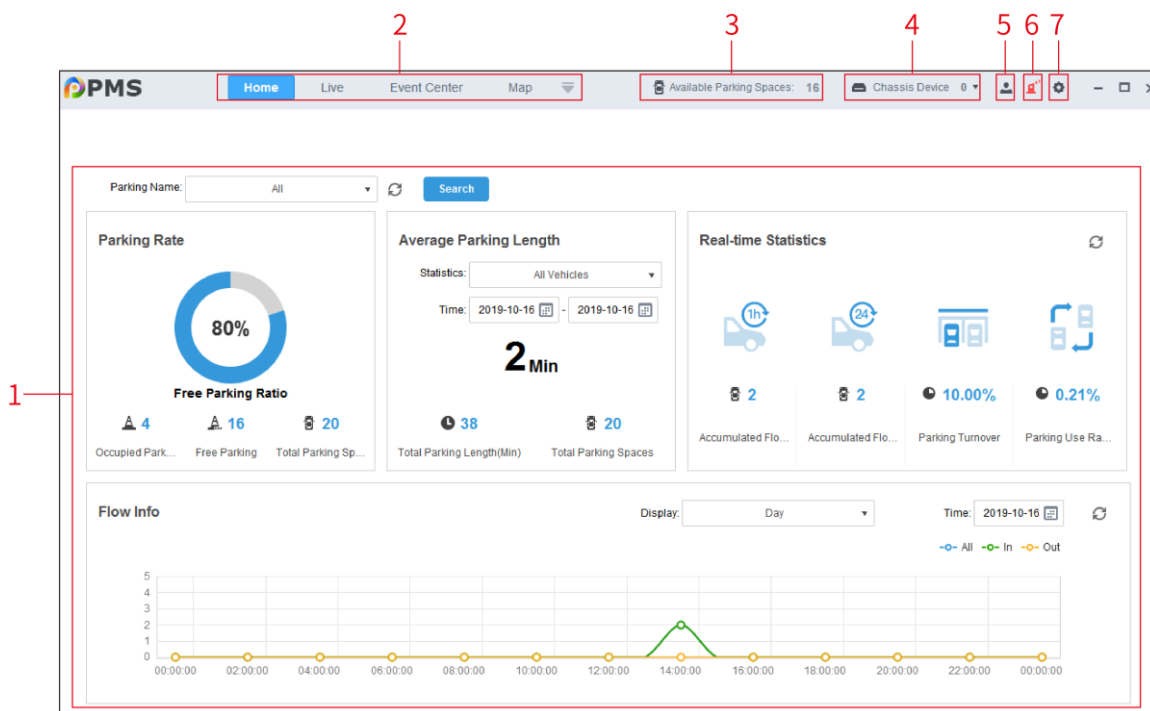 2 3 4 5 6 7
PMS Home Live Event Center Map Available Parking Spaces: 16 Chassis Device 0
Parking Name: All Search
Parking Rate
80%
Free Parking Ratio
4 16 20
Occupied Park... Free Parking Total Parking Sp...
Average Parking Length
Statistics: All Vehicles
Time: 2019-10-16 - 2019-10-16
2 Min
38 20
Total Parking Length(Min) Total Parking Spaces
Real-time Statistics
1h 24
2 2 10.00% 0.21%
Accumulated Flo... Accumulated Flo... Parking Turnover Parking Use Ra...
1
Flow Info Display: Day Time: 2019-10-16
All In Out
5
4
3
2
1
0
00:00:00 02:00:00 04:00:00 06:00:00 08:00:00 10:00:00 12:00:00 14:00:00 16:00:00 18:00:00 20:00:00 22:00:00 00:00:00